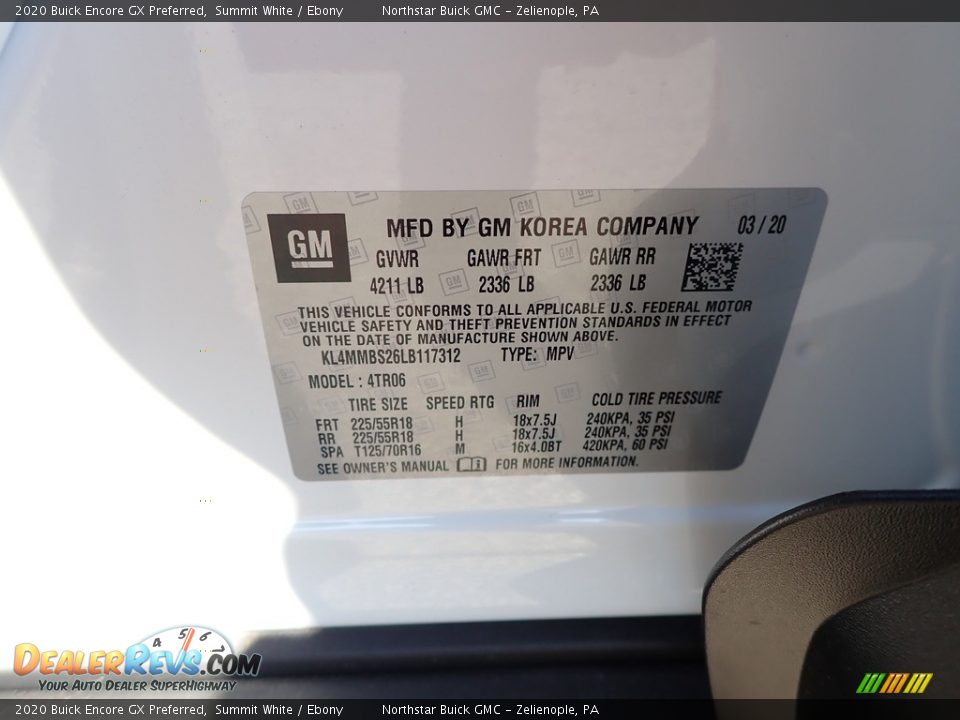 2020 Buick Encore GX Preferred, Summit White / Ebony Northstar Buick GMC - Zelienople, PA
GM MFD BY GM KOREA COMPANY 03 / 20
GVWR GAWR FRT GAWR RR
4211 LB 2336 LB 2336 LB
THIS VEHICLE CONFORMS TO ALL APPLICABLE U.S. FEDERAL MOTOR
VEHICLE SAFETY AND THEFT PREVENTION STANDARDS IN EFFECT
ON THE DATE OF MANUFACTURE SHOWN ABOVE.
KL4MMBS26LB117312 TYPE: MPV
MODEL : 4TR06
TIRE SIZE SPEED RTG RIM COLD TIRE PRESSURE
FRT 225/55R18 H 18x7.5J 240KPA, 35 PSI
RR 225/55R18 H 18x7.5J 240KPA, 35 PSI
SPA T125/70R16 M 16x4.0BT 420KPA, 60 PSI
SEE OWNER'S MANUAL FOR MORE INFORMATION.
4 5 6 7
DEALERREVS.COM
YOUR AUTO DEALER SUPERHIGHWAY
2020 Buick Encore GX Preferred, Summit White / Ebony Northstar Buick GMC - Zelienople, PA